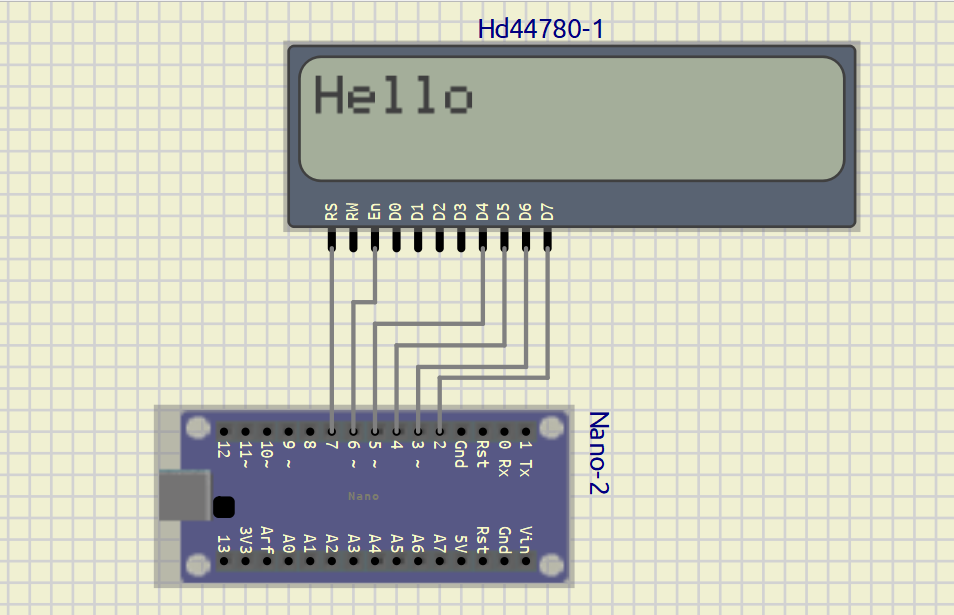 Hd44780-1
Hello
RS RW En D0 D1 D2 D3 D4 D5 D6 D7
12 11~ 10~ 9~ 8 7 6~ 5~ 4 3~ 2 Gnd Rst 0 Rx 1 Tx
Nano-2
Nano
13 3V3 Arf A0 A1 A2 A3 A4 A5 A6 A7 5V Rst Gnd Vin